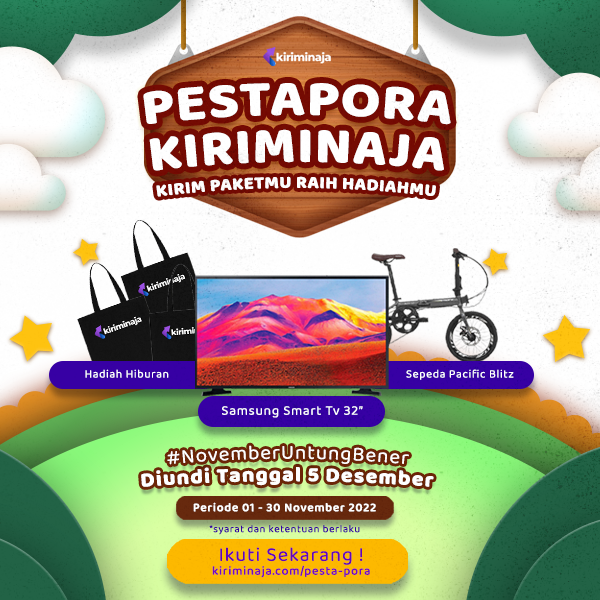 kiriminaja
PESTAPORA
KIRIMINAJA
KIRIM PAKETMU RAIH HADIAHMU
kiriminaja
kiriminaja
kirimin
Hadiah Hiburan
Samsung Smart Tv 32"
Sepeda Pacific Blitz
#NovemberUntungBener
Diundi Tanggal 5 Desember
Periode 01 - 30 November 2022
*syarat dan ketentuan berlaku
Ikuti Sekarang !
kiriminaja.com/pesta-pora